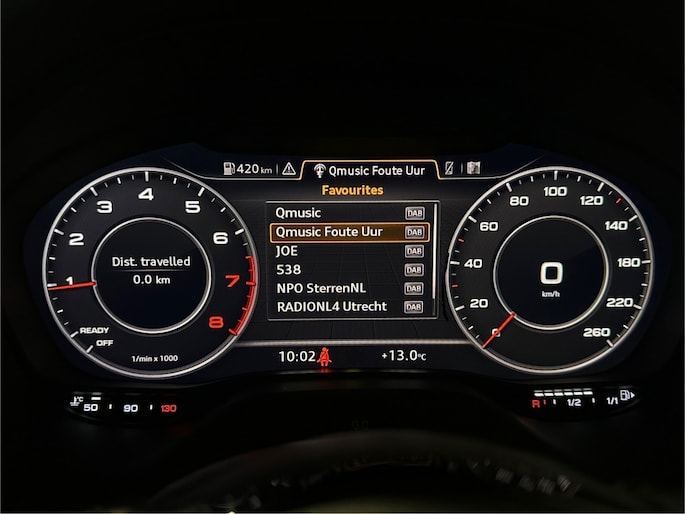 420 km
Qmusic Foute Uur
Favourites
Qmusic DAB
Qmusic Foute Uur DAB
JOE DAB
538 DAB
NPO SterrenNL DAB
RADIONL4 Utrecht DAB
1 2 3 4 5 6 7 8
READY
OFF
1/min x 1000
Dist. travelled
0.0 km
0 20 40 60 80 100 120 140 180 220 260
0
km/h
10:02
+13.0°C
°C
50 90 130
R 1/2 1/1